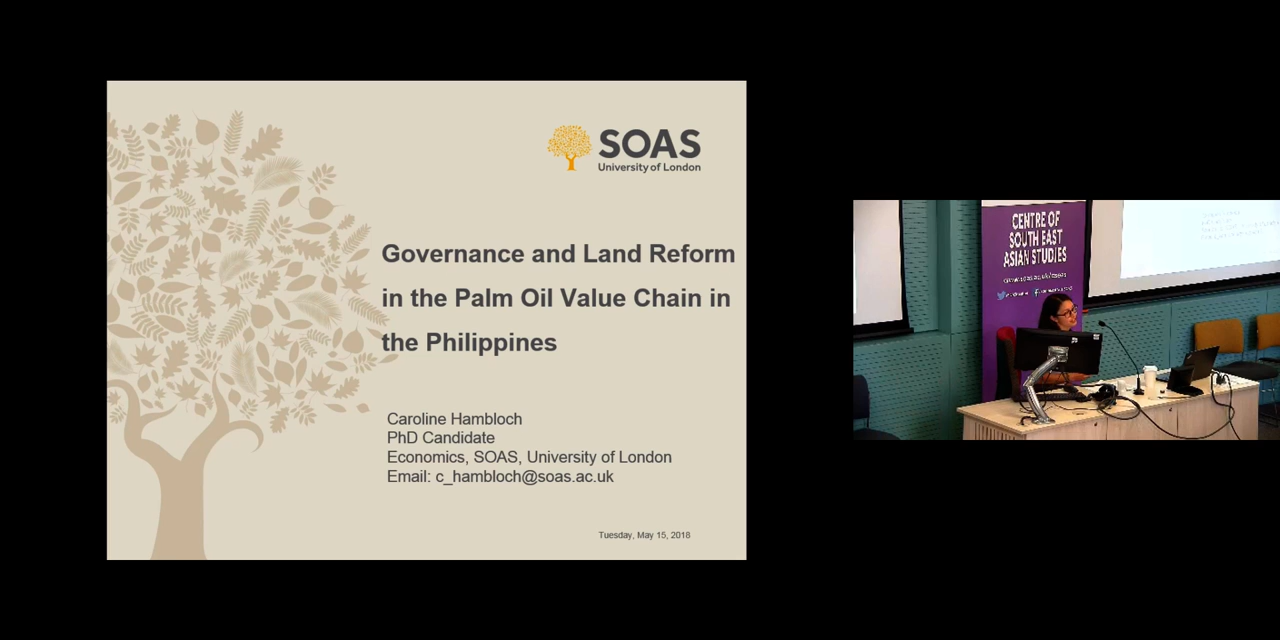 SOAS
University of London
Governance and Land Reform
in the Palm Oil Value Chain in
the Philippines
Caroline Hambloch
PhD Candidate
Economics, SOAS, University of London
Email: c_hambloch@soas.ac.uk
Tuesday, May 15, 2018
CENTRE OF
SOUTH EAST
ASIAN STUDIES